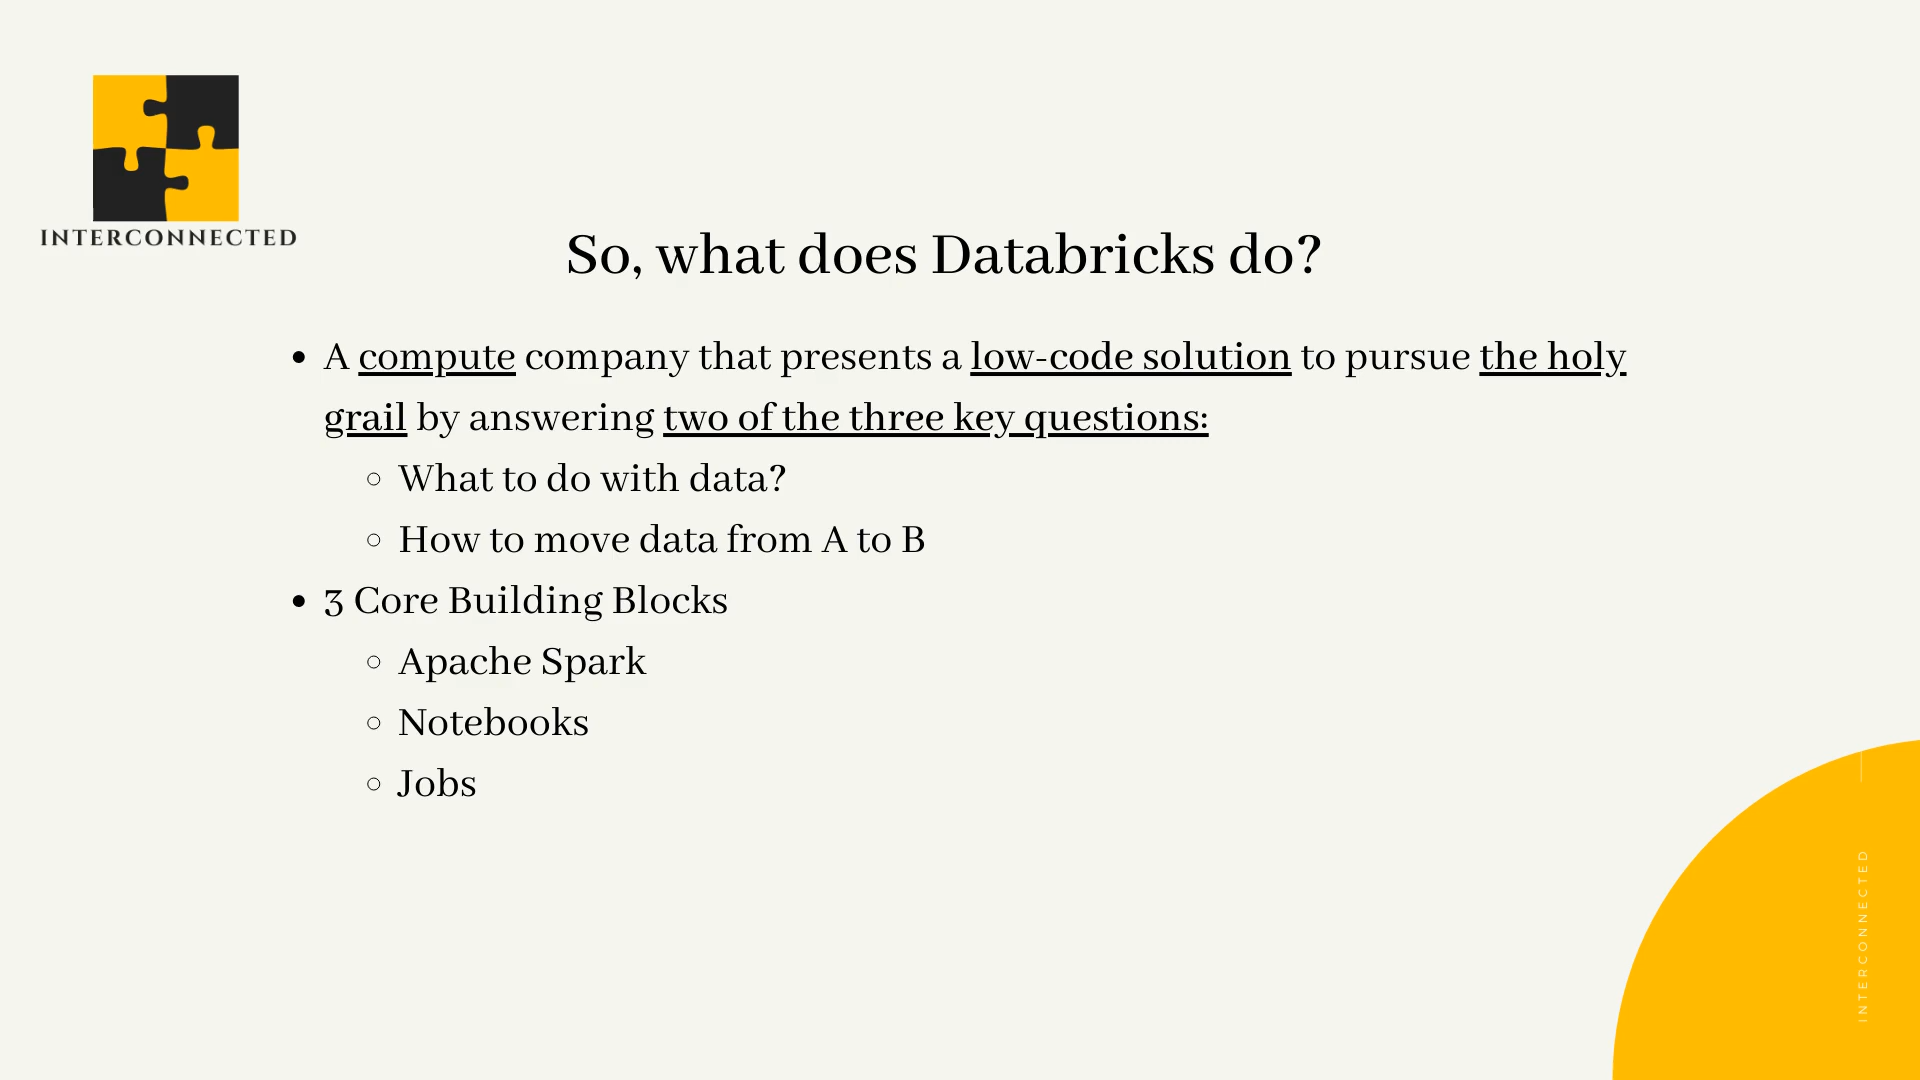 INTERCONNECTED
So, what does Databricks do?
• A compute company that presents a low-code solution to pursue the holy
grail by answering two of the three key questions:
◦ What to do with data?
◦ How to move data from A to B
• 3 Core Building Blocks
◦ Apache Spark
◦ Notebooks
◦ Jobs
INTERCONNECTED